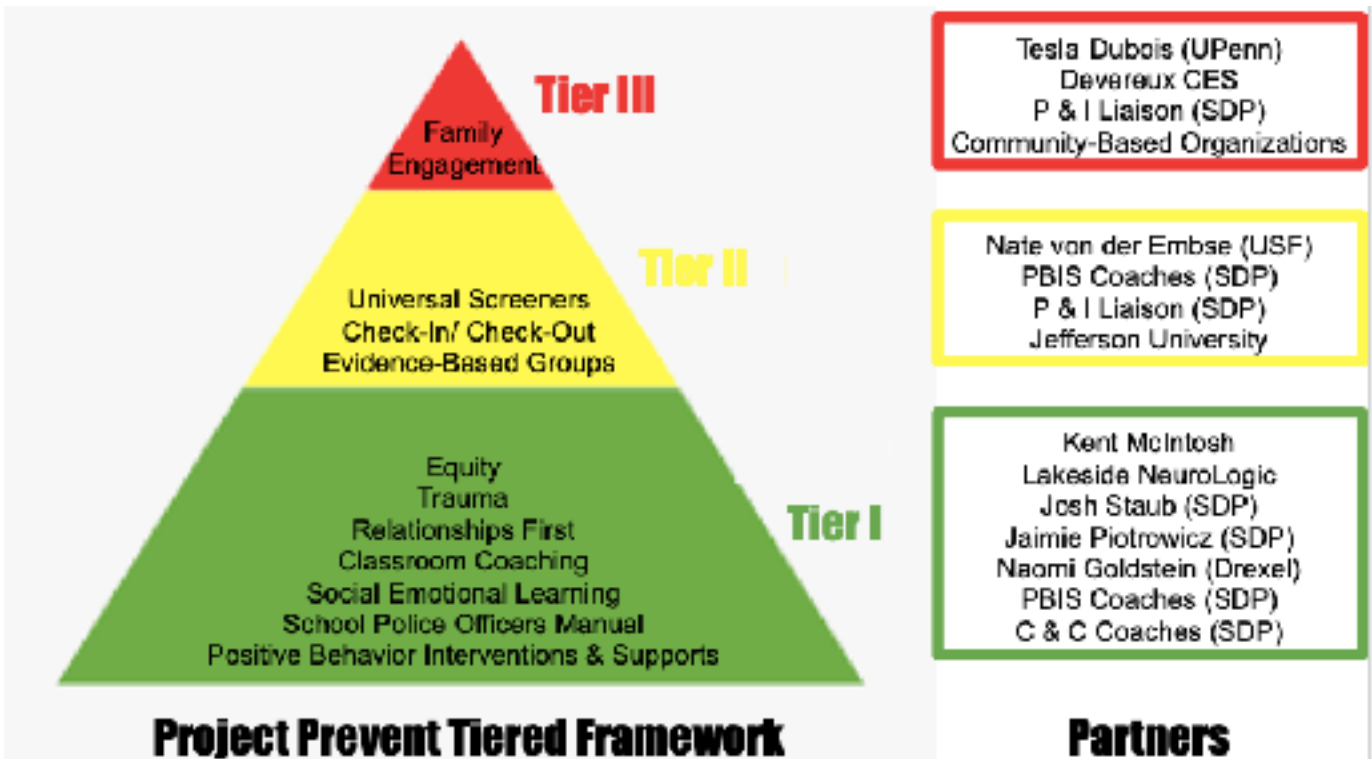 Tier III
Family
Engagement
Tier II
Universal Screeners
Check-In/ Check-Out
Evidence-Based Groups
Tier I
Equity
Trauma
Relationships First
Classroom Coaching
Social Emotional Learning
School Police Officers Manual
Positive Behavior Interventions & Supports
Project Prevent Tiered Framework
Tesla Dubois (UPenn)
Devereux CES
P & I Liaison (SDP)
Community-Based Organizations
Nate von der Embse (USF)
PBIS Coaches (SDP)
P & I Liaison (SDP)
Jefferson University
Kent McIntosh
Lakeside NeuroLogic
Josh Staub (SDP)
Jaimie Piotrowicz (SDP)
Naomi Goldstein (Drexel)
PBIS Coaches (SDP)
C & C Coaches (SDP)
Partners